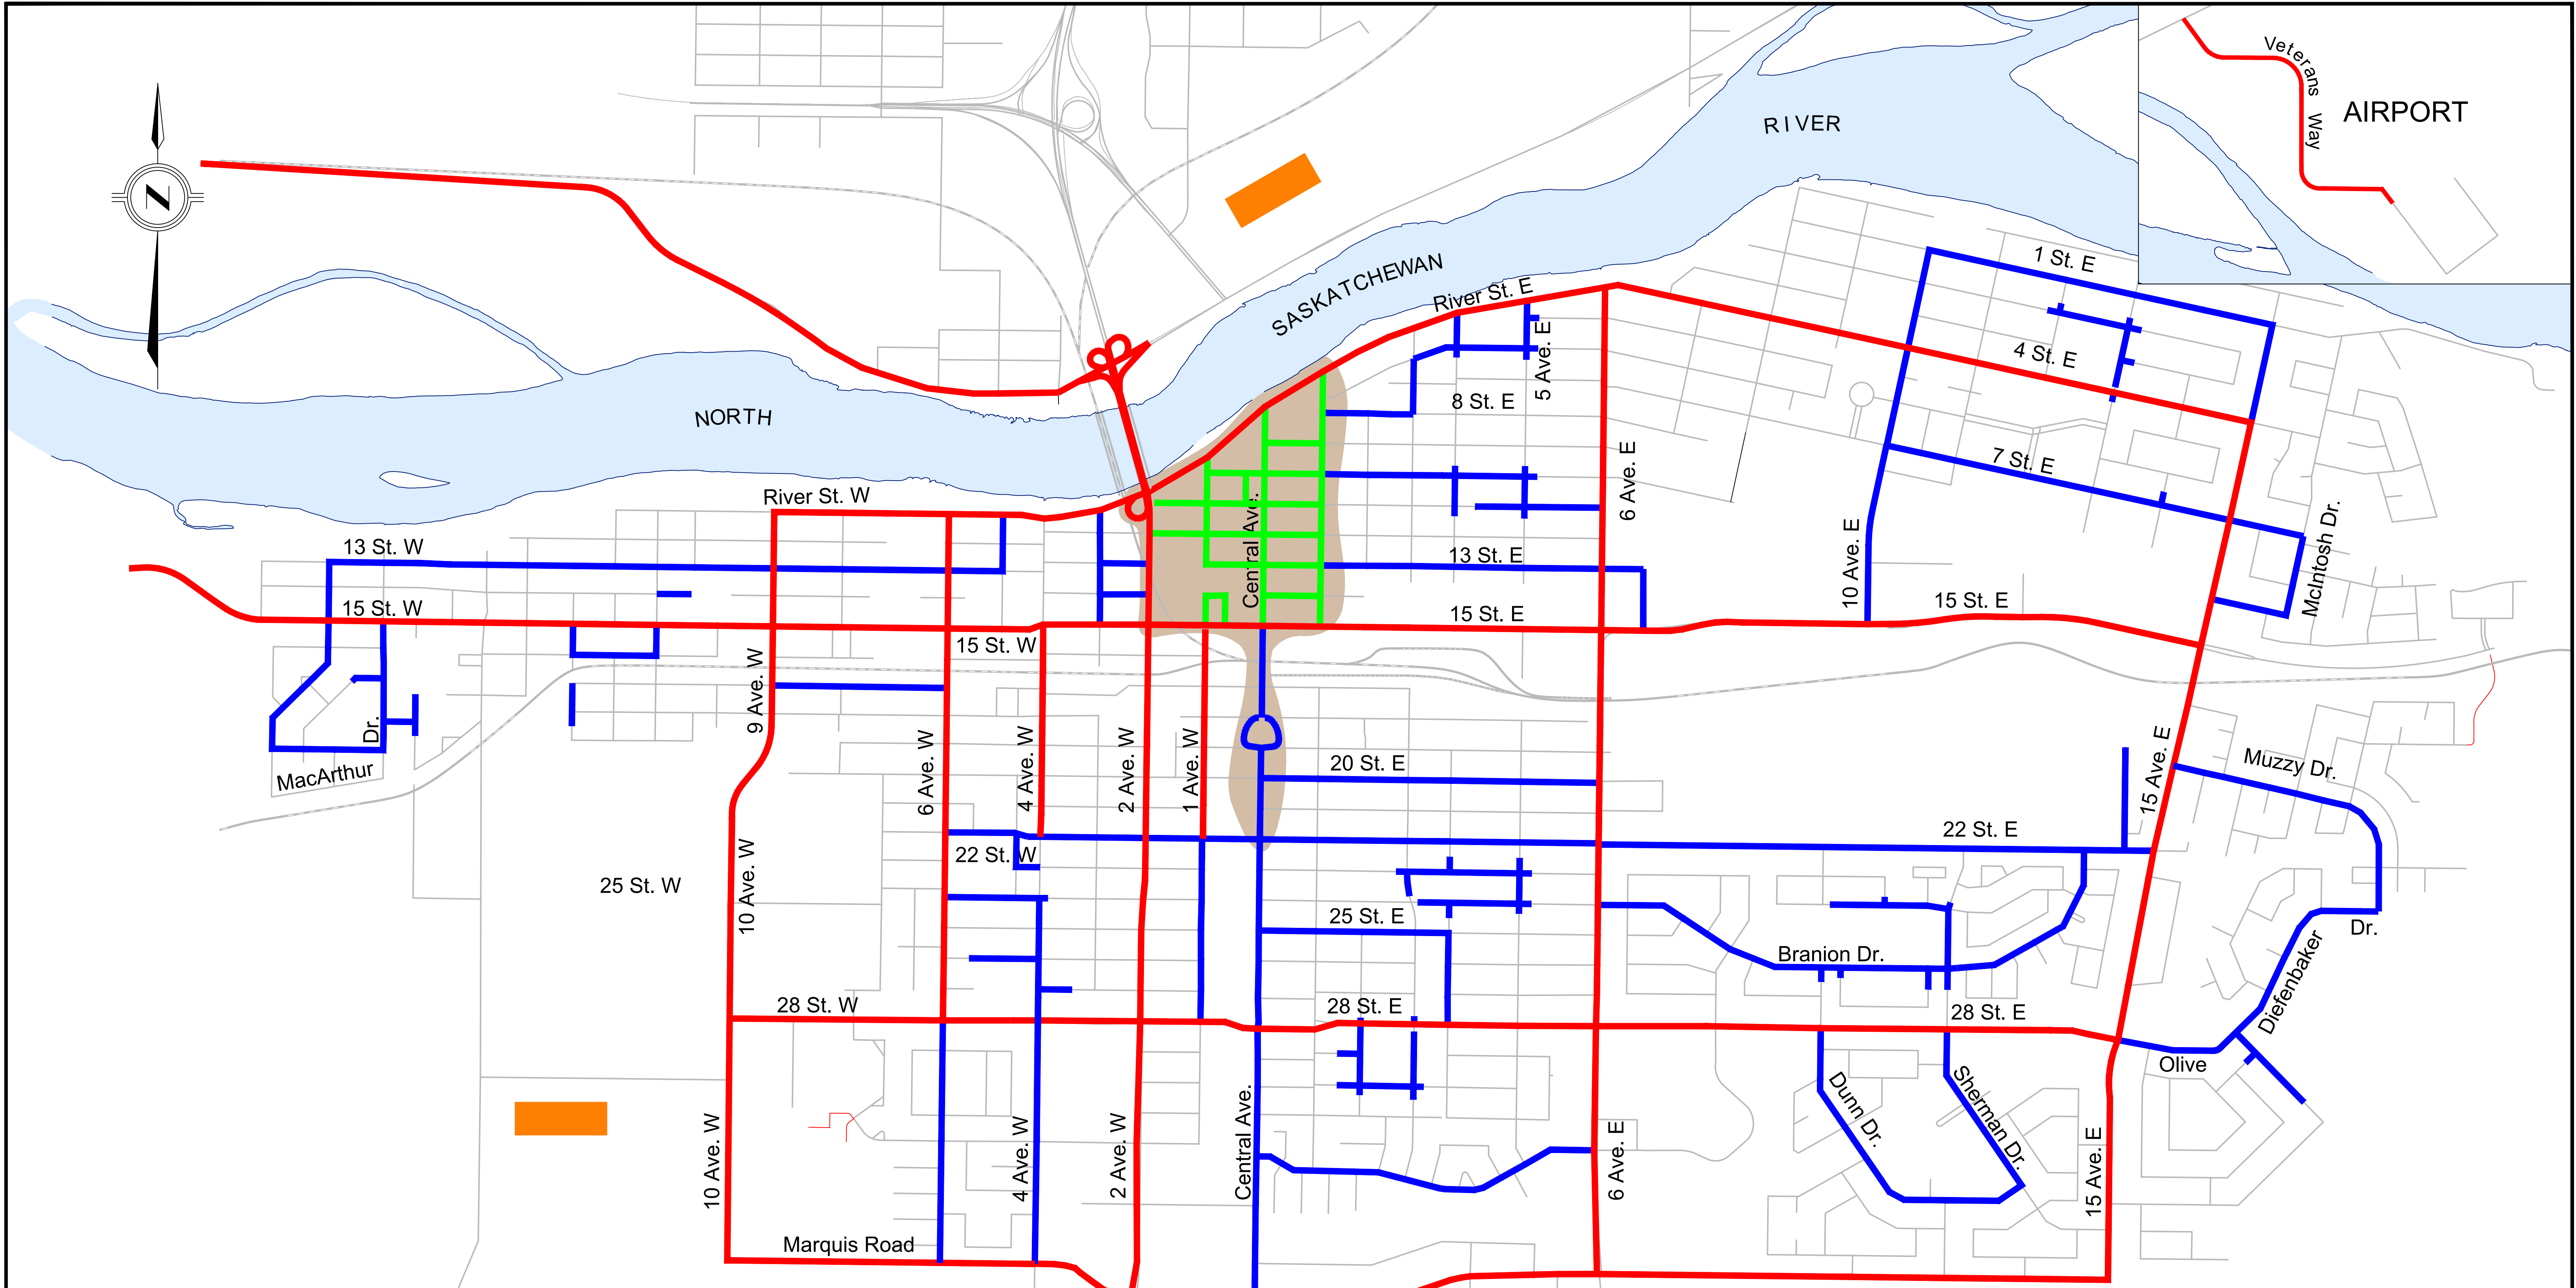 Veterans Way
AIRPORT
RIVER
N
1 St. E
SASKATCHEWAN
River St. E
4 St. E
5 Ave. E
8 St. E
NORTH
7 St. E
6 Ave. E
River St. W
Central Ave.
13 St. W
13 St. E
10 Ave. E
McIntosh Dr.
15 St. W
15 St. E
15 St. E
15 St. W
9 Ave. W
Dr.
MacArthur
6 Ave. W
4 Ave. W
2 Ave. W
1 Ave. W
20 St. E
15 Ave. E
Muzzy Dr.
22 St. E
22 St. W
25 St. W
10 Ave. W
25 St. E
Dr.
Branion Dr.
Diefenbaker
28 St. W
28 St. E
28 St. E
Olive
Dunn Dr.
Sherman Dr.
10 Ave. W
4 Ave. W
2 Ave. W
Central Ave.
6 Ave. E
15 Ave. E
Marquis Road